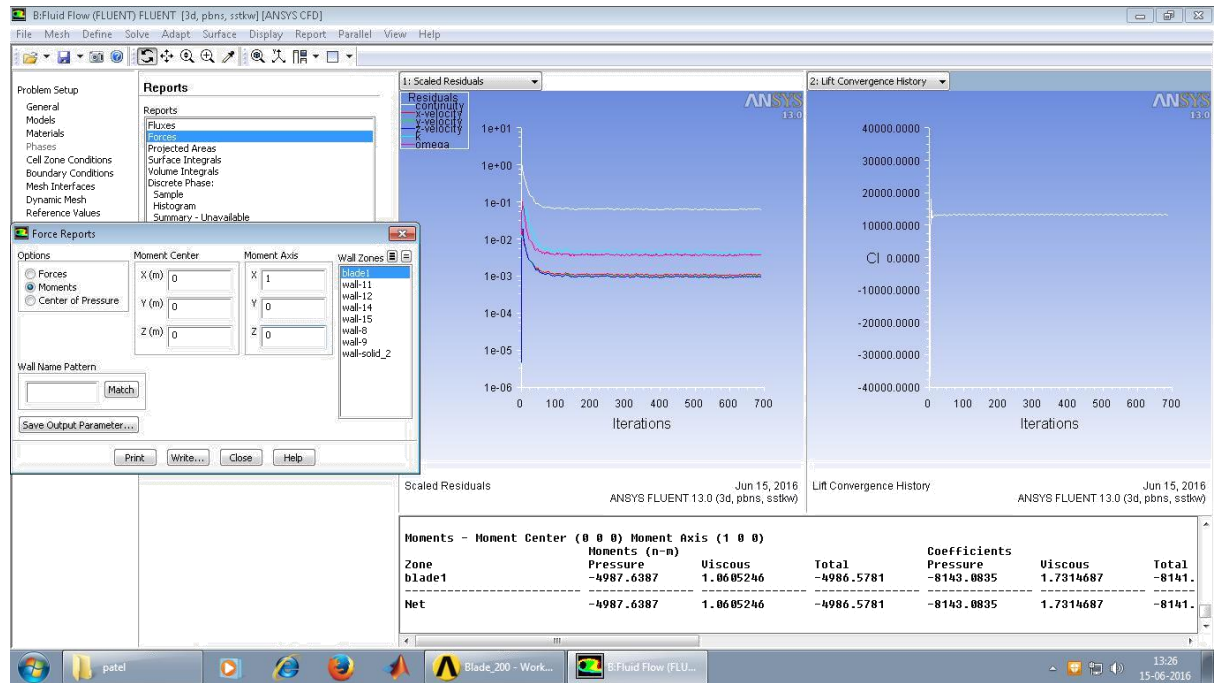 B:Fluid Flow (FLUENT) FLUENT [3d, pbns, sstkw] [ANSYS CFD]
File Mesh Define Solve Adapt Surface Display Report Parallel View Help
Problem Setup
General
Models
Materials
Phases
Cell Zone Conditions
Boundary Conditions
Mesh Interfaces
Dynamic Mesh
Reference Values
Reports
Reports
Fluxes
Forces
Projected Areas
Surface Integrals
Volume Integrals
Discrete Phase:
Sample
Histogram
Summary - Unavailable
Force Reports
Options
Forces
Moments
Center of Pressure
Moment Center
X (m) 0
Y (m) 0
Z (m) 0
Moment Axis
X 1
Y 0
Z 0
Wall Zones
blade1
wall-11
wall-12
wall-14
wall-15
wall-8
wall-9
wall-solid_2
Wall Name Pattern
Match
Save Output Parameter...
Print Write... Close Help
1: Scaled Residuals
Residuals
continuity
x-velocity
y-velocity
z-velocity
k
omega
ANSYS
13.0
1e+01
1e+00
1e-01
1e-02
1e-03
1e-04
1e-05
1e-06
0 100 200 300 400 500 600 700
Iterations
Scaled Residuals
Jun 15, 2016
ANSYS FLUENT 13.0 (3d, pbns, sstkw)
2: Lift Convergence History
ANSYS
13.0
40000.0000
30000.0000
20000.0000
10000.0000
Cl 0.0000
-10000.0000
-20000.0000
-30000.0000
-40000.0000
0 100 200 300 400 500 600 700
Iterations
Lift Convergence History
Jun 15, 2016
ANSYS FLUENT 13.0 (3d, pbns, sstkw)
Moments - Moment Center (0 0 0) Moment Axis (1 0 0)
Moments (n-m) Coefficients
Zone Pressure Viscous Total Pressure Viscous Total
blade1 -4987.6387 1.0605246 -4986.5781 -8143.0835 1.7314687 -8141.
Net -4987.6387 1.0605246 -4986.5781 -8143.0835 1.7314687 -8141.
patel
Blade_200 - Work...
B:Fluid Flow (FLU...
13:26
15-06-2016